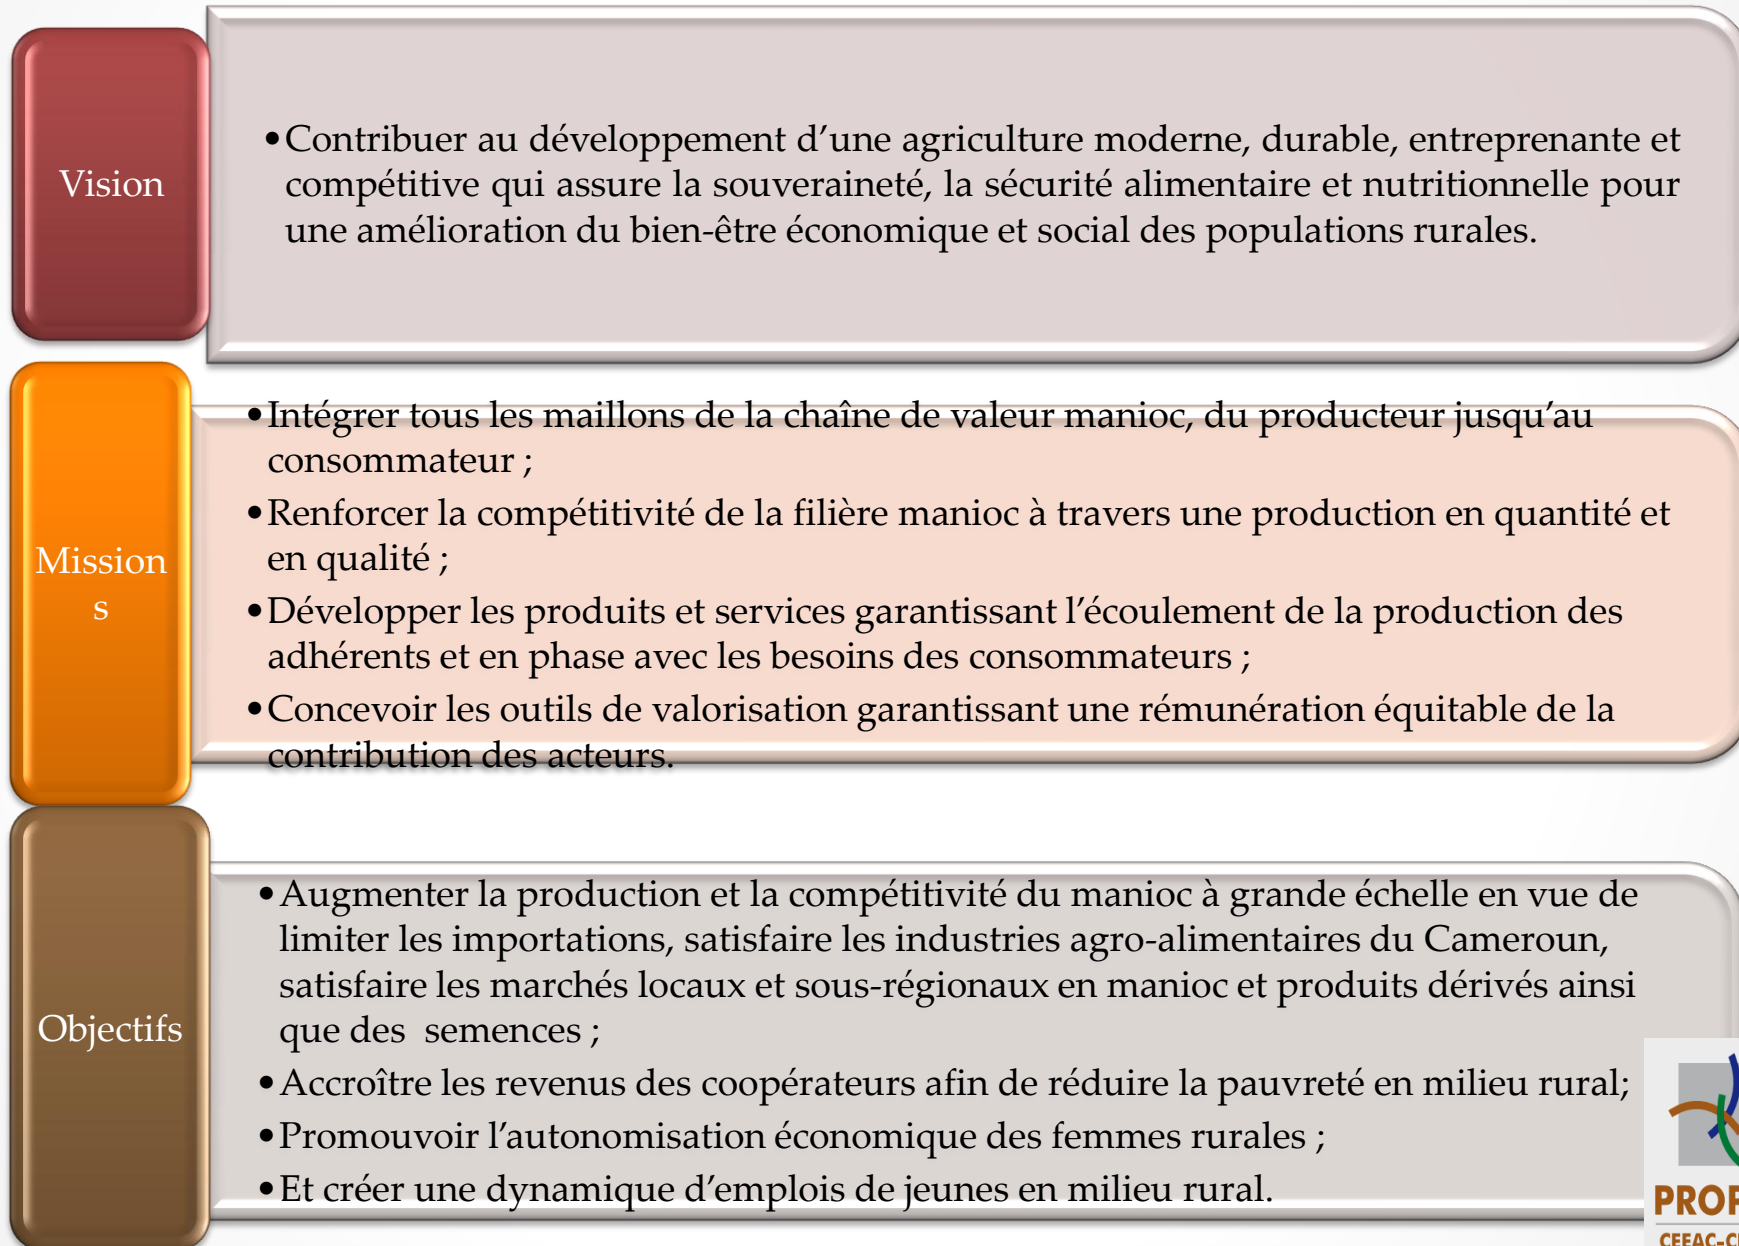 Vision
•Contribuer au développement d’une agriculture moderne, durable, entreprenante et
compétitive qui assure la souveraineté, la sécurité alimentaire et nutritionnelle pour
une amélioration du bien-être économique et social des populations rurales.
Mission
s
•Intégrer tous les maillons de la chaîne de valeur manioc, du producteur jusqu’au
consommateur ;
•Renforcer la compétitivité de la filière manioc à travers une production en quantité et
en qualité ;
•Développer les produits et services garantissant l’écoulement de la production des
adhérents et en phase avec les besoins des consommateurs ;
•Concevoir les outils de valorisation garantissant une rémunération équitable de la
contribution des acteurs.
Objectifs
•Augmenter la production et la compétitivité du manioc à grande échelle en vue de
limiter les importations, satisfaire les industries agro-alimentaires du Cameroun,
satisfaire les marchés locaux et sous-régionaux en manioc et produits dérivés ainsi
que des  semences ;
•Accroître les revenus des coopérateurs afin de réduire la pauvreté en milieu rural;
•Promouvoir l’autonomisation économique des femmes rurales ;
•Et créer une dynamique d’emplois de jeunes en milieu rural.